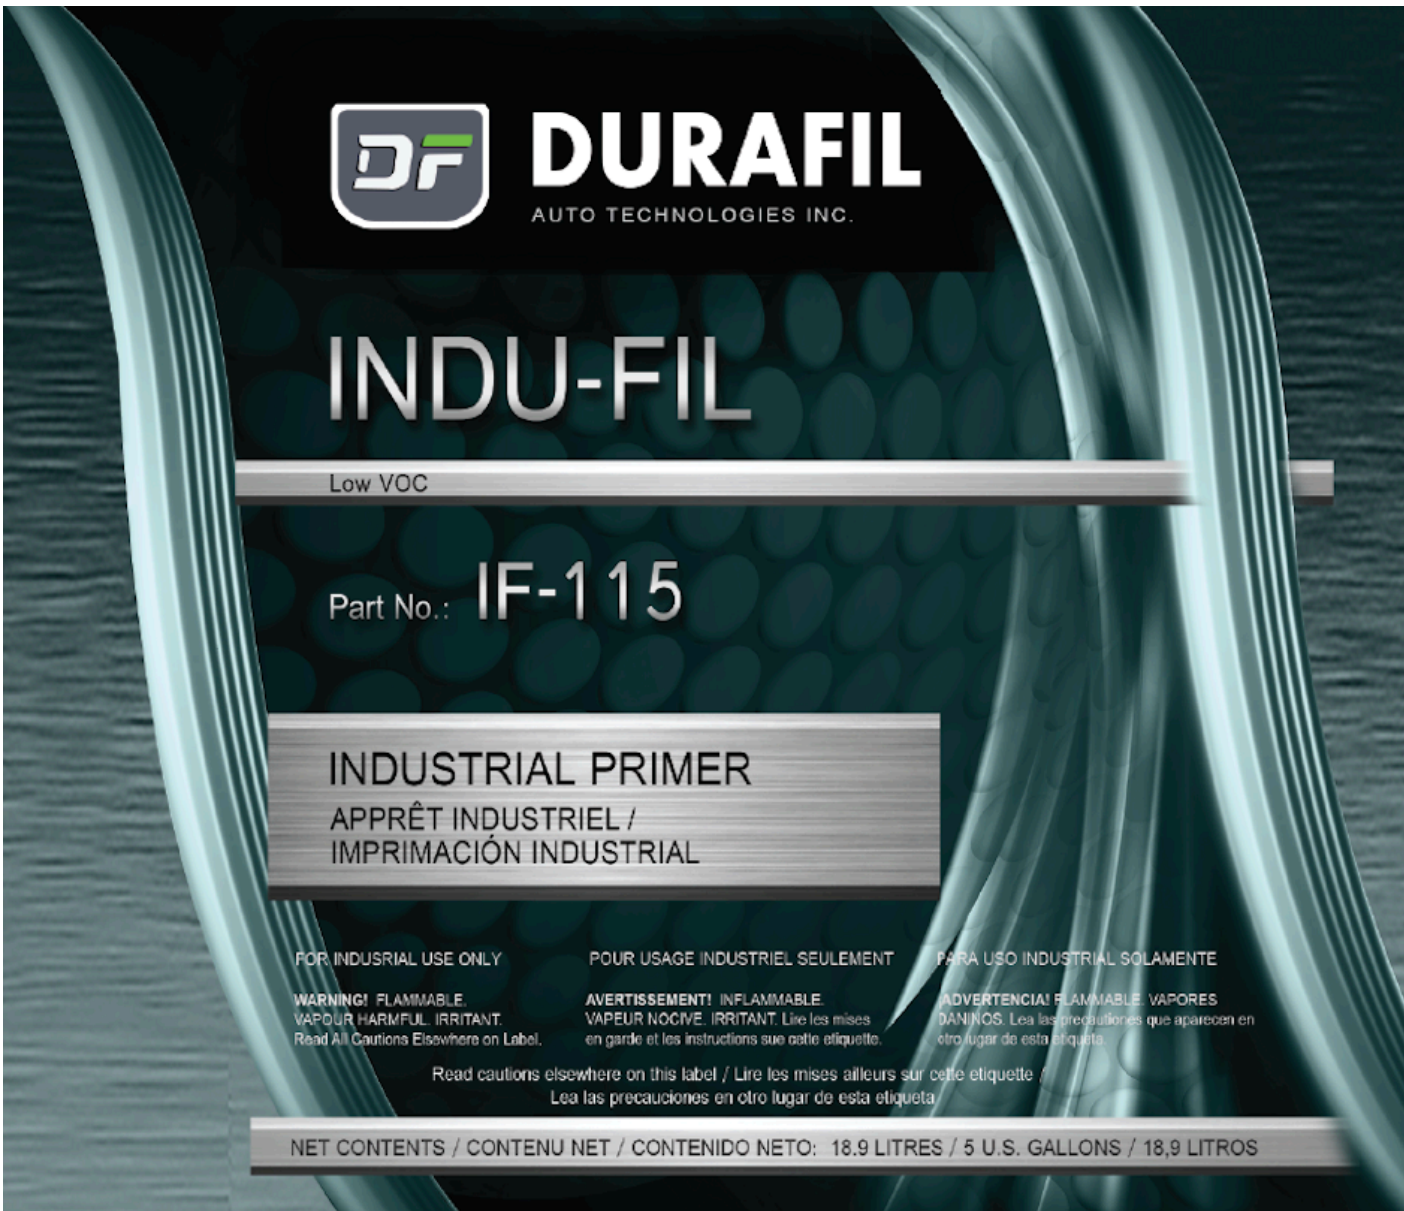 DF
DURAFIL
AUTO TECHNOLOGIES INC.
INDU-FIL
Low VOC
Part No.: IF-115
INDUSTRIAL PRIMER
APPRÊT INDUSTRIEL /
IMPRIMACIÓN INDUSTRIAL
FOR INDUSRIAL USE ONLY
WARNING! FLAMMABLE.
VAPOUR HARMFUL. IRRITANT.
Read All Cautions Elsewhere on Label.
POUR USAGE INDUSTRIEL SEULEMENT
AVERTISSEMENT! INFLAMMABLE.
VAPEUR NOCIVE. IRRITANT. Lire les mises
en garde et les instructions sue cette etiquette.
PARA USO INDUSTRIAL SOLAMENTE
¡ADVERTENCIA! FLAMMABLE. VAPORES
DANINOS. Lea las precautiones que aparecen en
otro lugar de esta etiqueta.
Read cautions elsewhere on this label / Lire les mises ailleurs sur cette etiquette /
Lea las precauciones en otro lugar de esta etiqueta
NET CONTENTS / CONTENU NET / CONTENIDO NETO: 18.9 LITRES / 5 U.S. GALLONS / 18,9 LITROS